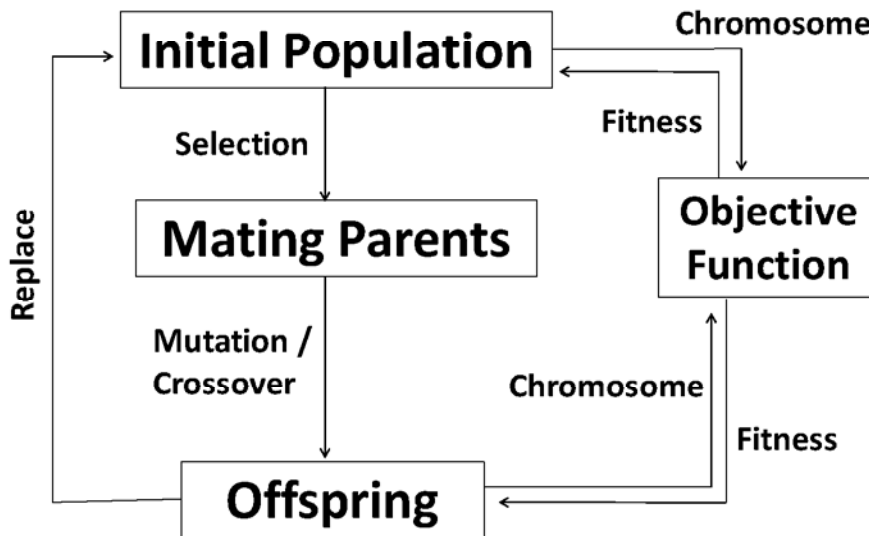 Initial Population
Chromosome
Fitness
Selection
Objective
Function
Mating Parents
Replace
Mutation /
Crossover
Chromosome
Fitness
Offspring